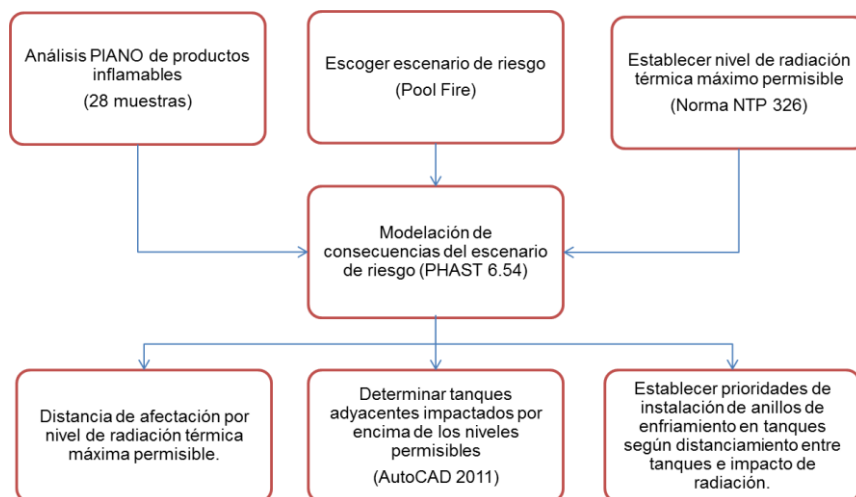 Análisis PIANO de productos
inflamables
(28 muestras)
Escoger escenario de riesgo
(Pool Fire)
Establecer nivel de radiación
térmica máximo permisible
(Norma NTP 326)
Modelación de
consecuencias del escenario
de riesgo (PHAST 6.54)
Distancia de afectación por
nivel de radiación térmica
máxima permisible.
Determinar tanques
adyacentes impactados por
encima de los niveles
permisibles
(AutoCAD 2011)
Establecer prioridades de
instalación de anillos de
enfriamiento en tanques
según distanciamiento entre
tanques e impacto de
radiación.